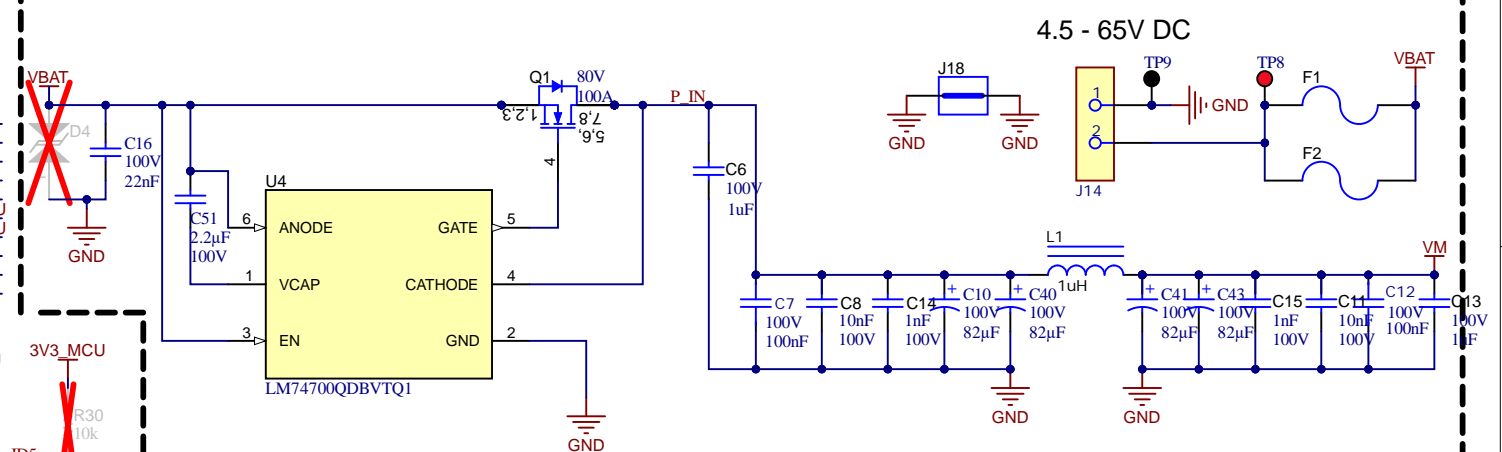 4.5 - 65V DC
VBAT
D4
C16
100V
22nF
GND
C51
2.2µF
100V
U4
6
ANODE
1
VCAP
3
EN
GATE
5
CATHODE
4
GND
2
LM74700QDBVTQ1
GND
Q1
80V
100A
1,2,3
5,6,
7,8
4
P_IN
C6
100V
1uF
J18
GND
GND
TP9
1
2
J14
GND
TP8
F1
F2
VBAT
L1
1uH
VM
C7
100V
100nF
C8
10nF
100V
C14
1nF
100V
+
C10
100V
82µF
+
C40
100V
82µF
GND
+
C41
100V
82µF
+
C43
100V
82µF
C15
1nF
100V
C11
10nF
100V
C12
100V
100nF
C13
100V
1uF
GND
3V3_MCU
R30
10k